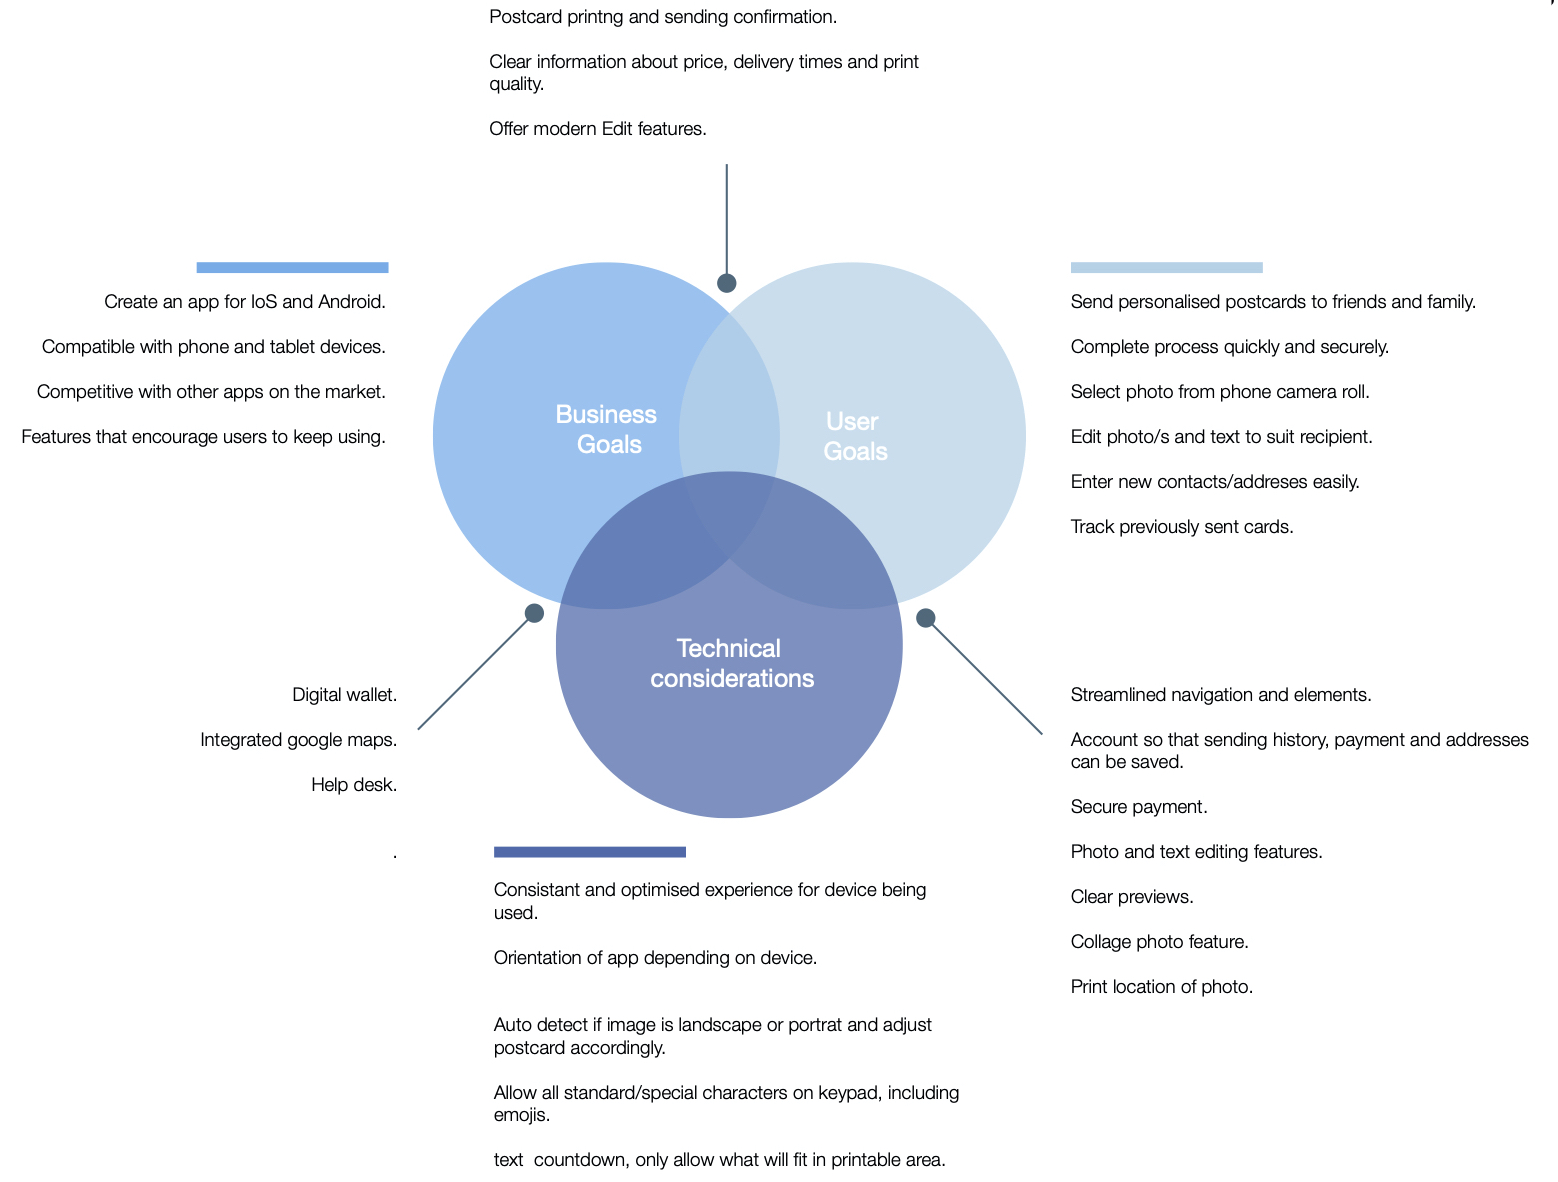 Postcard printng and sending confirmation.
Clear information about price, delivery times and print
quality.
Offer modern Edit features.
Create an app for IoS and Android.
Compatible with phone and tablet devices.
Competitive with other apps on the market.
Features that encourage users to keep using.
Business
Goals
User
Goals
Send personalised postcards to friends and family.
Complete process quickly and securely.
Select photo from phone camera roll.
Edit photo/s and text to suit recipient.
Enter new contacts/addreses easily.
Track previously sent cards.
Technical
considerations
Digital wallet.
Integrated google maps.
Help desk.
.
Streamlined navigation and elements.
Account so that sending history, payment and addresses
can be saved.
Secure payment.
Photo and text editing features.
Clear previews.
Collage photo feature.
Print location of photo.
Consistant and optimised experience for device being
used.
Orientation of app depending on device.
Auto detect if image is landscape or portrat and adjust
postcard accordingly.
Allow all standard/special characters on keypad, including
emojis.
text  countdown, only allow what will fit in printable area.